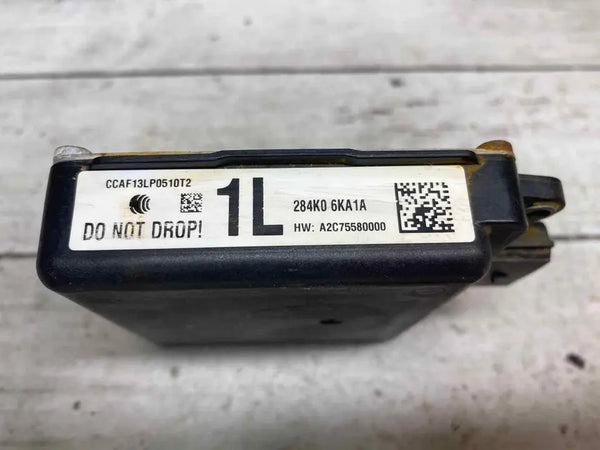 CCAF13LP0510T2
DO NOT DROP!
1L
284K0 6KA1A
HW: A2C75580000